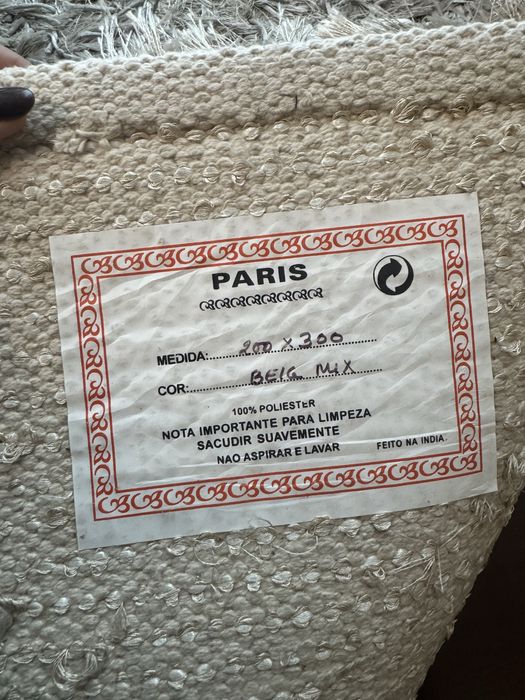 PARIS
MEDIDA: 200 X 300
COR: BEIG MIX
100% POLIESTER
NOTA IMPORTANTE PARA LIMPEZA
SACUDIR SUAVEMENTE
NAO ASPIRAR E LAVAR
FEITO NA INDIA.